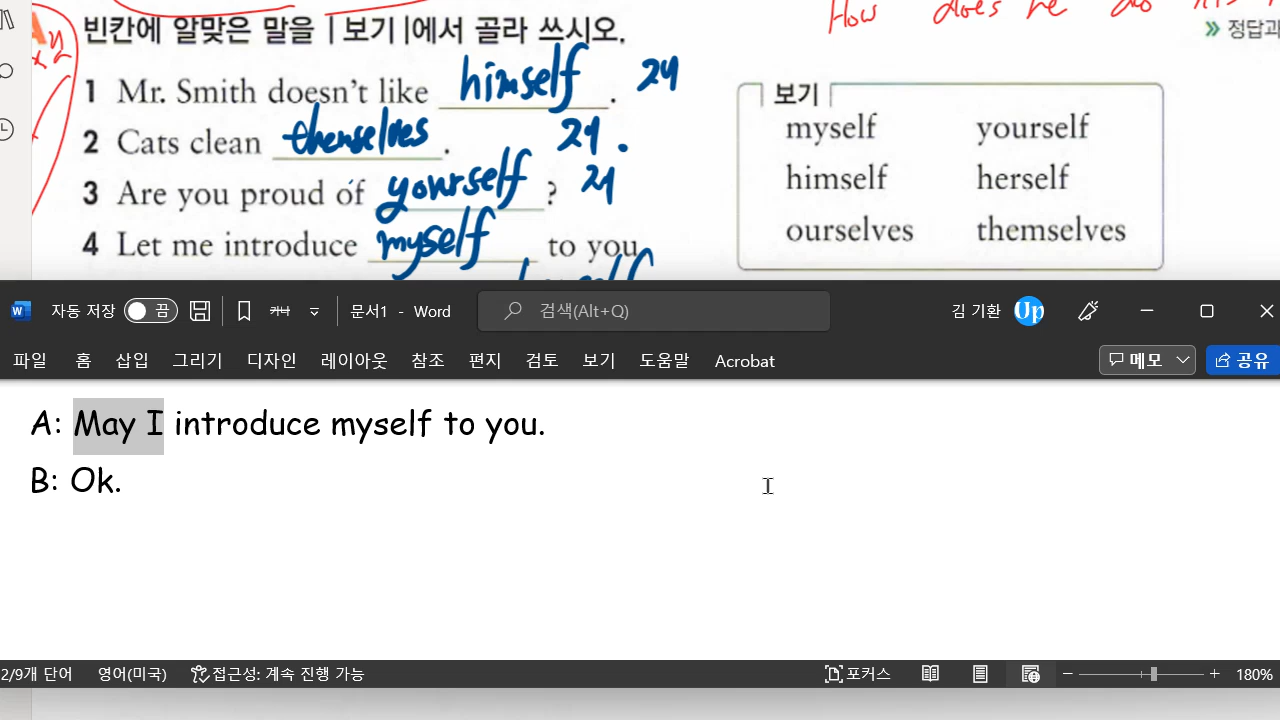 How does he do his
빈칸에 알맞은 말을 | 보기 |에서 골라 쓰시오.
» 정답과
1 Mr. Smith doesn't like himself. 재귀
2 Cats clean themselves.
3 Are you proud of yourself?
4 Let me introduce myself to you
보기
myself yourself
himself herself
ourselves themselves
자동 저장 끔 문서1 - Word 검색(Alt+Q) 김 기환 Up
파일 홈 삽입 그리기 디자인 레이아웃 참조 편지 검토 보기 도움말 Acrobat 메모 공유
A: May I introduce myself to you.
B: Ok.
2/9개 단어 영어(미국) 접근성: 계속 진행 가능 포커스 180%